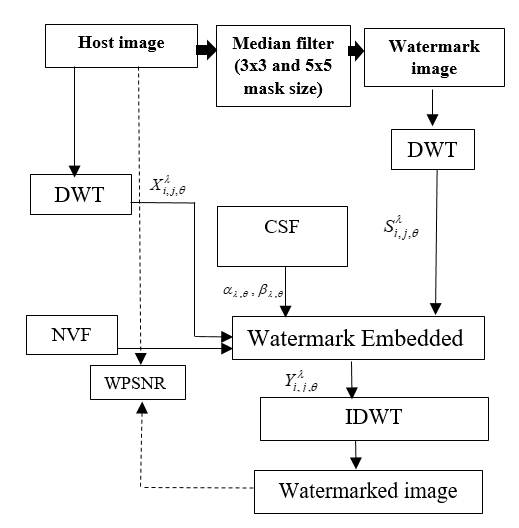 Host image
Median filter
(3x3 and 5x5
mask size)
Watermark
image
DWT
DWT
X^λ_{i,j,θ}
CSF
S^λ_{i,j,θ}
α_{λ,θ}, β_{λ,θ}
NVF
Watermark Embedded
WPSNR
Y^λ_{i,j,θ}
IDWT
Watermarked image